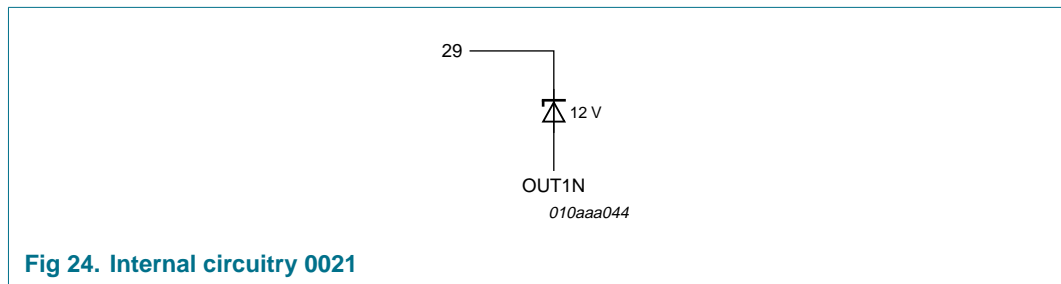 29
12 V
OUT1N
010aaa044
Fig 24. Internal circuitry 0021